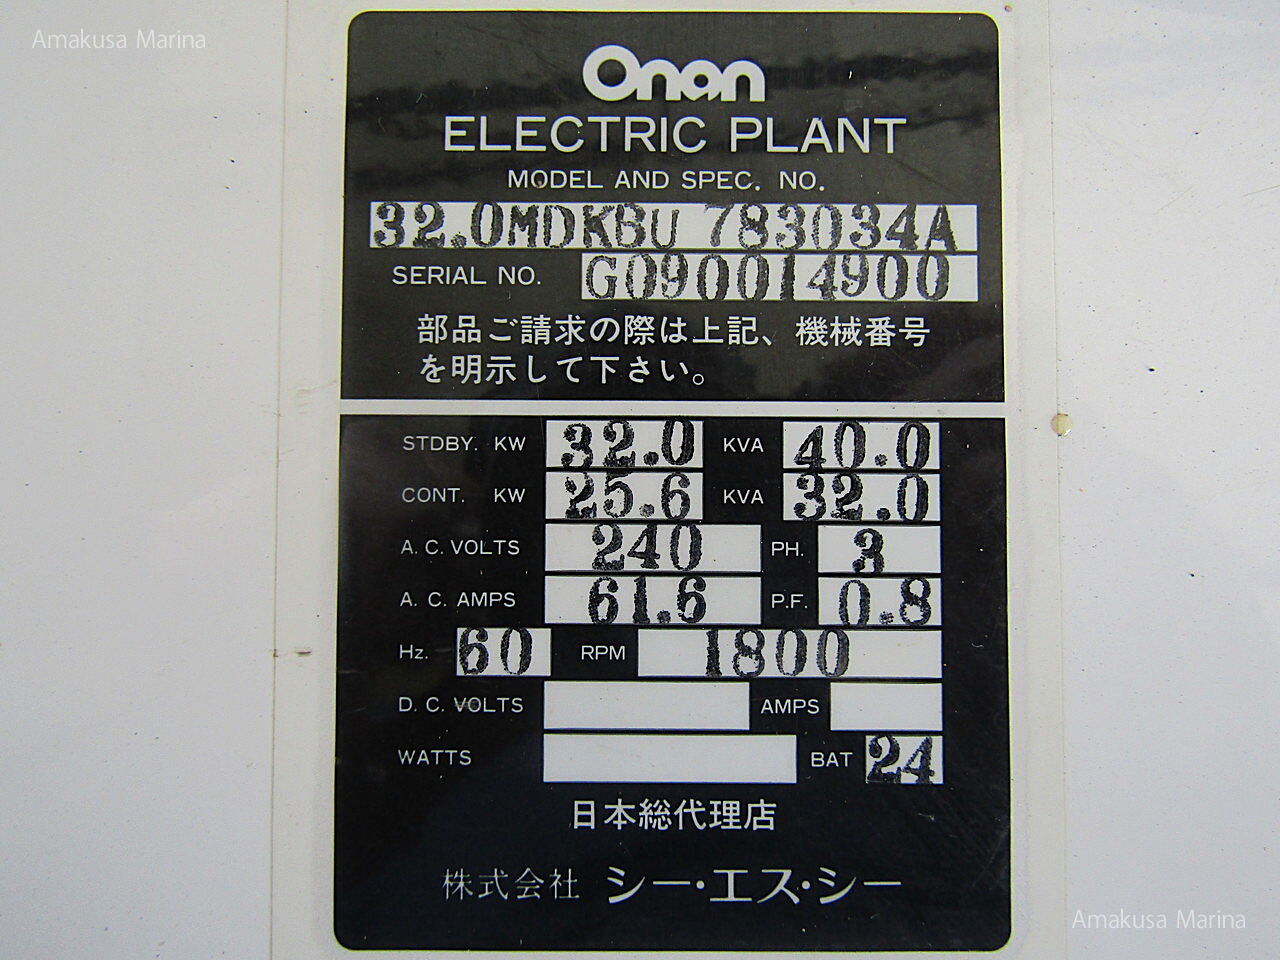 Amakusa Marina
Onan
ELECTRIC PLANT
MODEL AND SPEC. NO.
32.0MDKBU 783034A
SERIAL NO. G090014900
部品ご請求の際は上記、機械番号
を明示して下さい。
STDBY. KW 32.0 KVA 40.0
CONT. KW 25.6 KVA 32.0
A.C. VOLTS 240 PH. 3
A.C. AMPS 61.6 P.F. 0.8
Hz. 60 RPM 1800
D.C. VOLTS AMPS
WATTS BAT 24
日本総代理店
株式会社 シー・エス・シー
Amakusa Marina